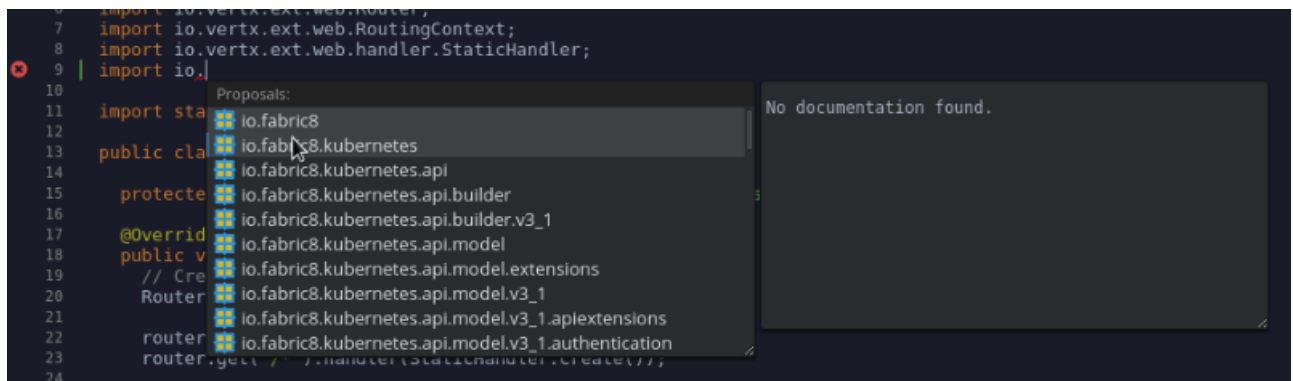 6 import io.vertx.ext.web.Router;
7 import io.vertx.ext.web.RoutingContext;
8 import io.vertx.ext.web.handler.StaticHandler;
9 import io.
10
Proposals:
No documentation found.
11 import sta
io.fabric8
12
io.fabric8.kubernetes
13 public cla
14
io.fabric8.kubernetes.api
15 protecte
io.fabric8.kubernetes.api.builder
16
io.fabric8.kubernetes.api.builder.v3_1
17 @Overrid
io.fabric8.kubernetes.api.model
18 public v
19 // Cre
io.fabric8.kubernetes.api.model.extensions
20 Router
io.fabric8.kubernetes.api.model.v3_1
21
io.fabric8.kubernetes.api.model.v3_1.apiextensions
22 router
io.fabric8.kubernetes.api.model.v3_1.authentication
23 router.get("/*").handler(StaticHandler.create());
24